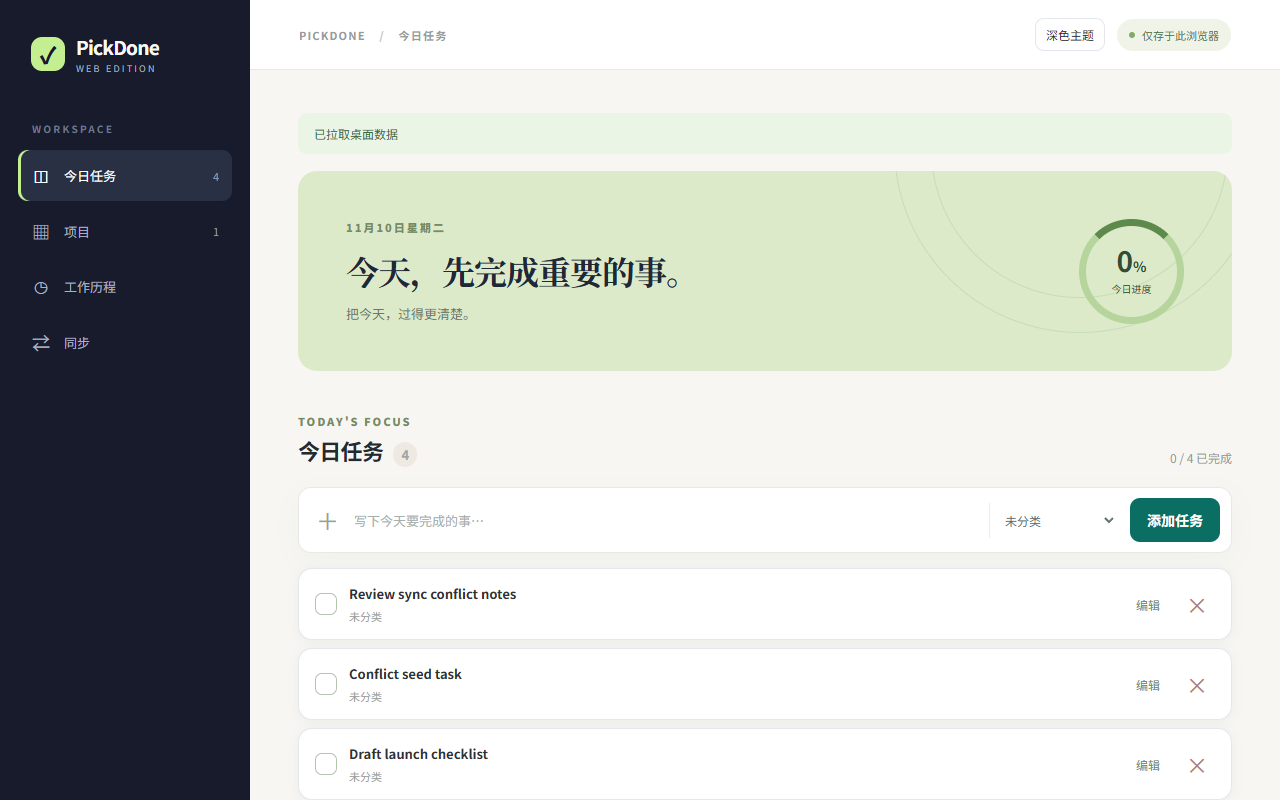 PickDone
WEB EDITION
WORKSPACE
今日任务 4
项目 1
工作历程
同步
PICKDONE / 今日任务
深色主题
仅存于此浏览器
已拉取桌面数据
11月10日星期二
今天，先完成重要的事。
把今天，过得更清楚。
0%
今日进度
TODAY'S FOCUS
今日任务 4
0 / 4 已完成
写下今天要完成的事…
未分类
添加任务
Review sync conflict notes
未分类
编辑
Conflict seed task
未分类
编辑
Draft launch checklist
未分类
编辑